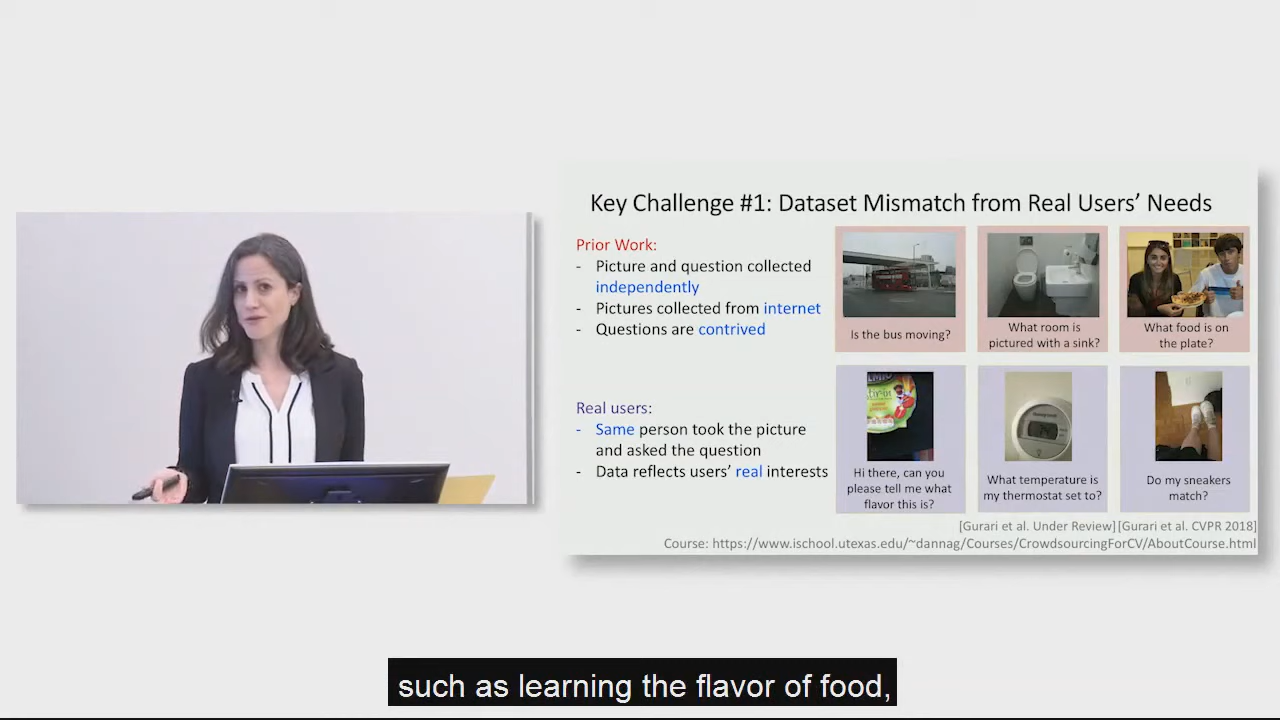 Key Challenge #1: Dataset Mismatch from Real Users' Needs
Prior Work:
- Picture and question collected
independently
- Pictures collected from internet
- Questions are contrived
Is the bus moving?
What room is
pictured with a sink?
What food is on
the plate?
Real users:
- Same person took the picture
and asked the question
- Data reflects users' real interests
Hi there, can you
please tell me what
flavor this is?
What temperature is
my thermostat set to?
Do my sneakers
match?
[Gurari et al. Under Review] [Gurari et al. CVPR 2018]
Course: https://www.ischool.utexas.edu/~dannag/Courses/CrowdsourcingForCV/AboutCourse.html
such as learning the flavor of food,